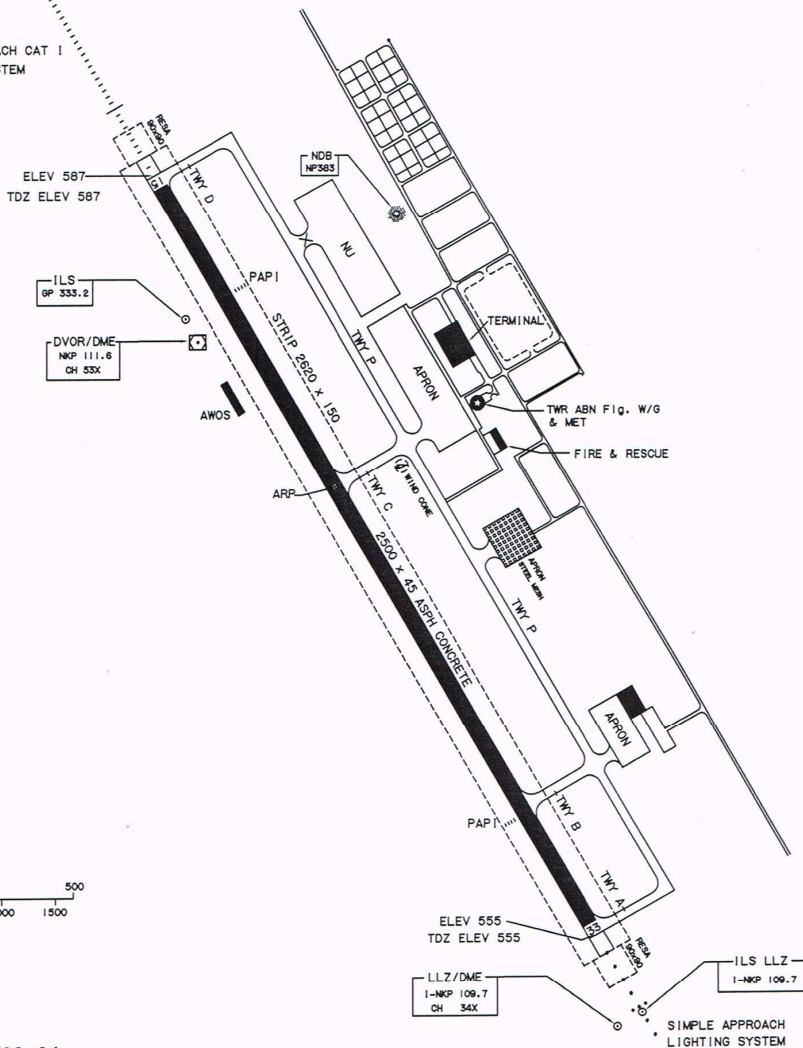 ACH CAT I
STEM
RESA
90x90
ELEV 587
TDZ ELEV 587
15
TWY D
NDB
NP383
NU
PAPI
ILS
GP 333.2
DVOR/DME
NKP 111.6
CH 53X
AWOS
STRIP 2620 X 150
TWY P
APRON
TERMINAL
TWR ABN Flg. W/G
& MET
FIRE & RESCUE
ARP
TWY C
WIND CONE
2500 X 45 ASPH CONCRETE
APRON
STEEL MESH
TWY P
APRON
PAPI
TWY B
TWY A
500
1500
ELEV 555
TDZ ELEV 555
33
RESA
90x90
LLZ/DME
I-NKP 109.7
CH 34X
ILS LLZ
I-NKP 109.7
SIMPLE APPROACH
LIGHTING SYSTEM